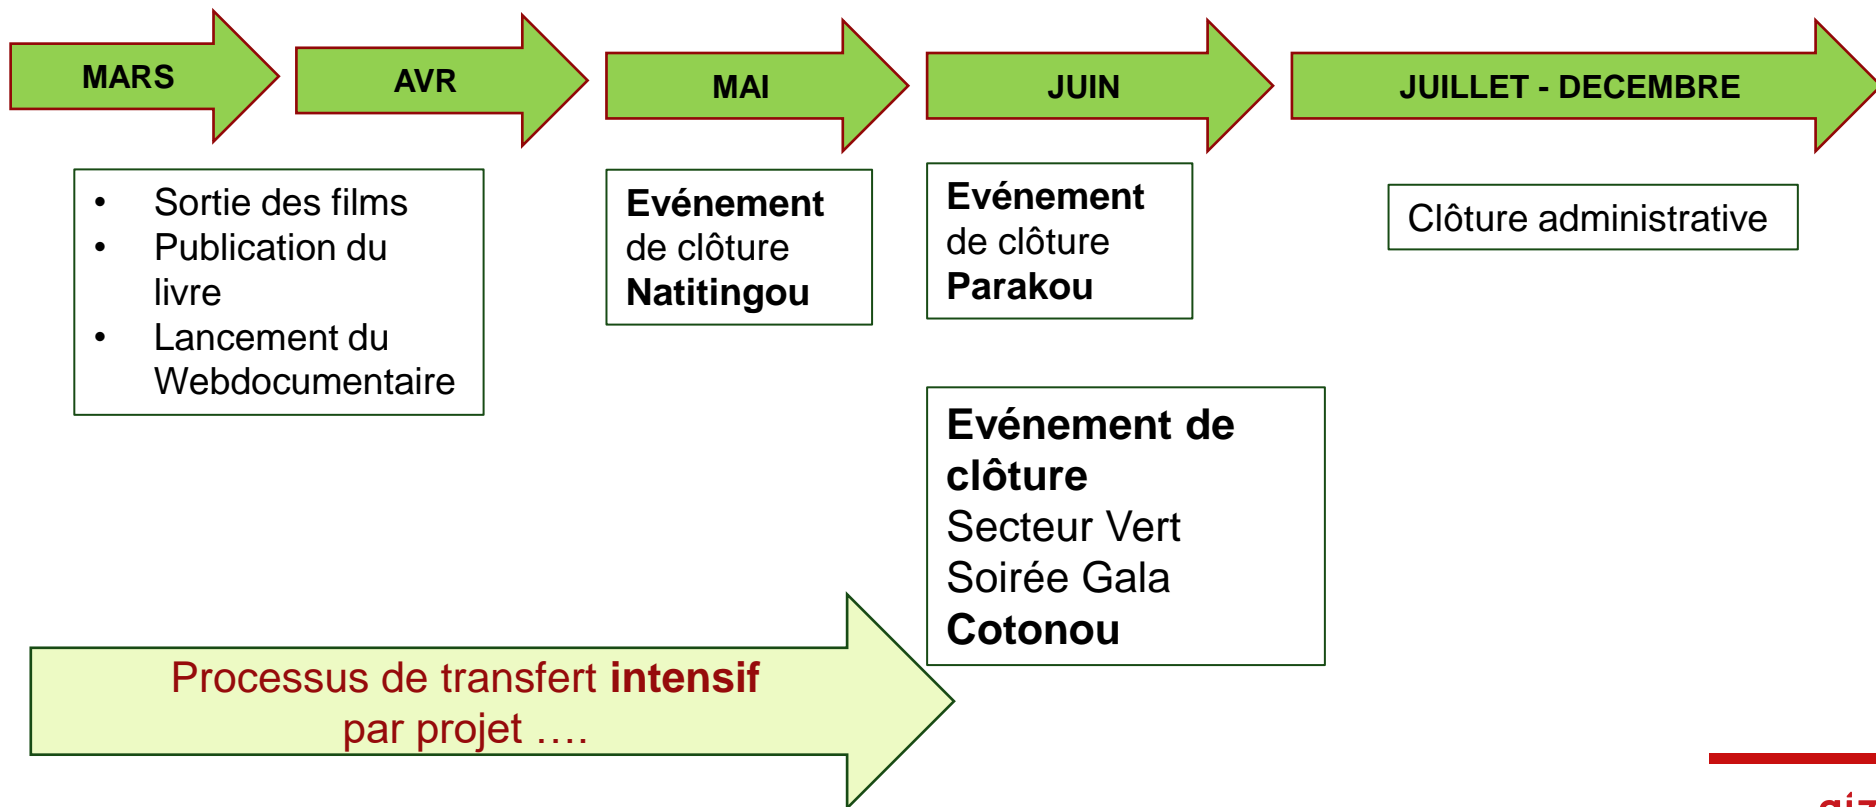 MARS
AVR
MAI
JUIN
JUILLET - DECEMBRE
• Sortie des films
• Publication du
livre
• Lancement du
Webdocumentaire
Evénement
de clôture
Natitingou
Evénement
de clôture
Parakou
Clôture administrative
Evénement de
clôture
Secteur Vert
Soirée Gala
Cotonou
Processus de transfert intensif
par projet ….